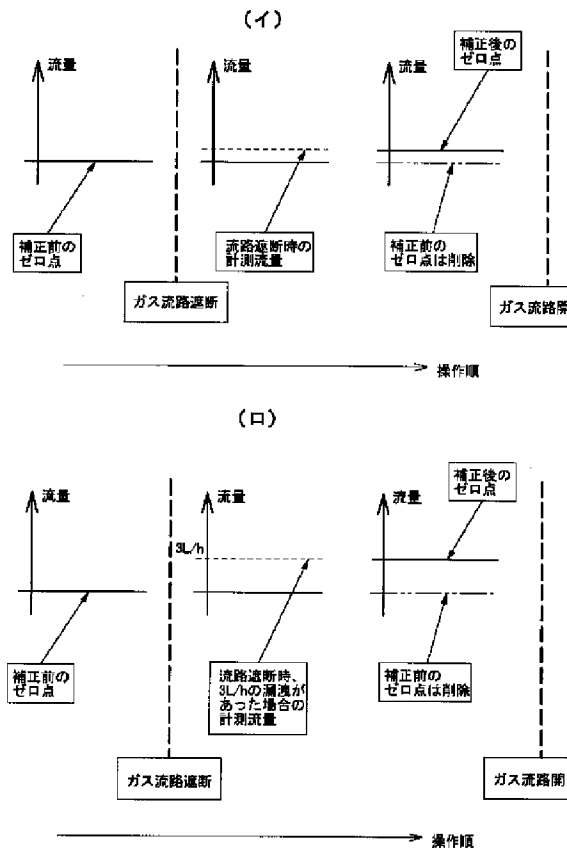 (イ)
流量
流量
流量
補正後の
ゼロ点
補正前の
ゼロ点
流路遮断時の
計測流量
補正前の
ゼロ点は削除
ガス流路遮断
ガス流路開
操作順
(ロ)
流量
流量
流量
補正後の
ゼロ点
3L/h
補正前の
ゼロ点
流路遮断時、
3L/hの漏洩が
あった場合の
計測流量
補正前の
ゼロ点は削除
ガス流路遮断
ガス流路開
操作順